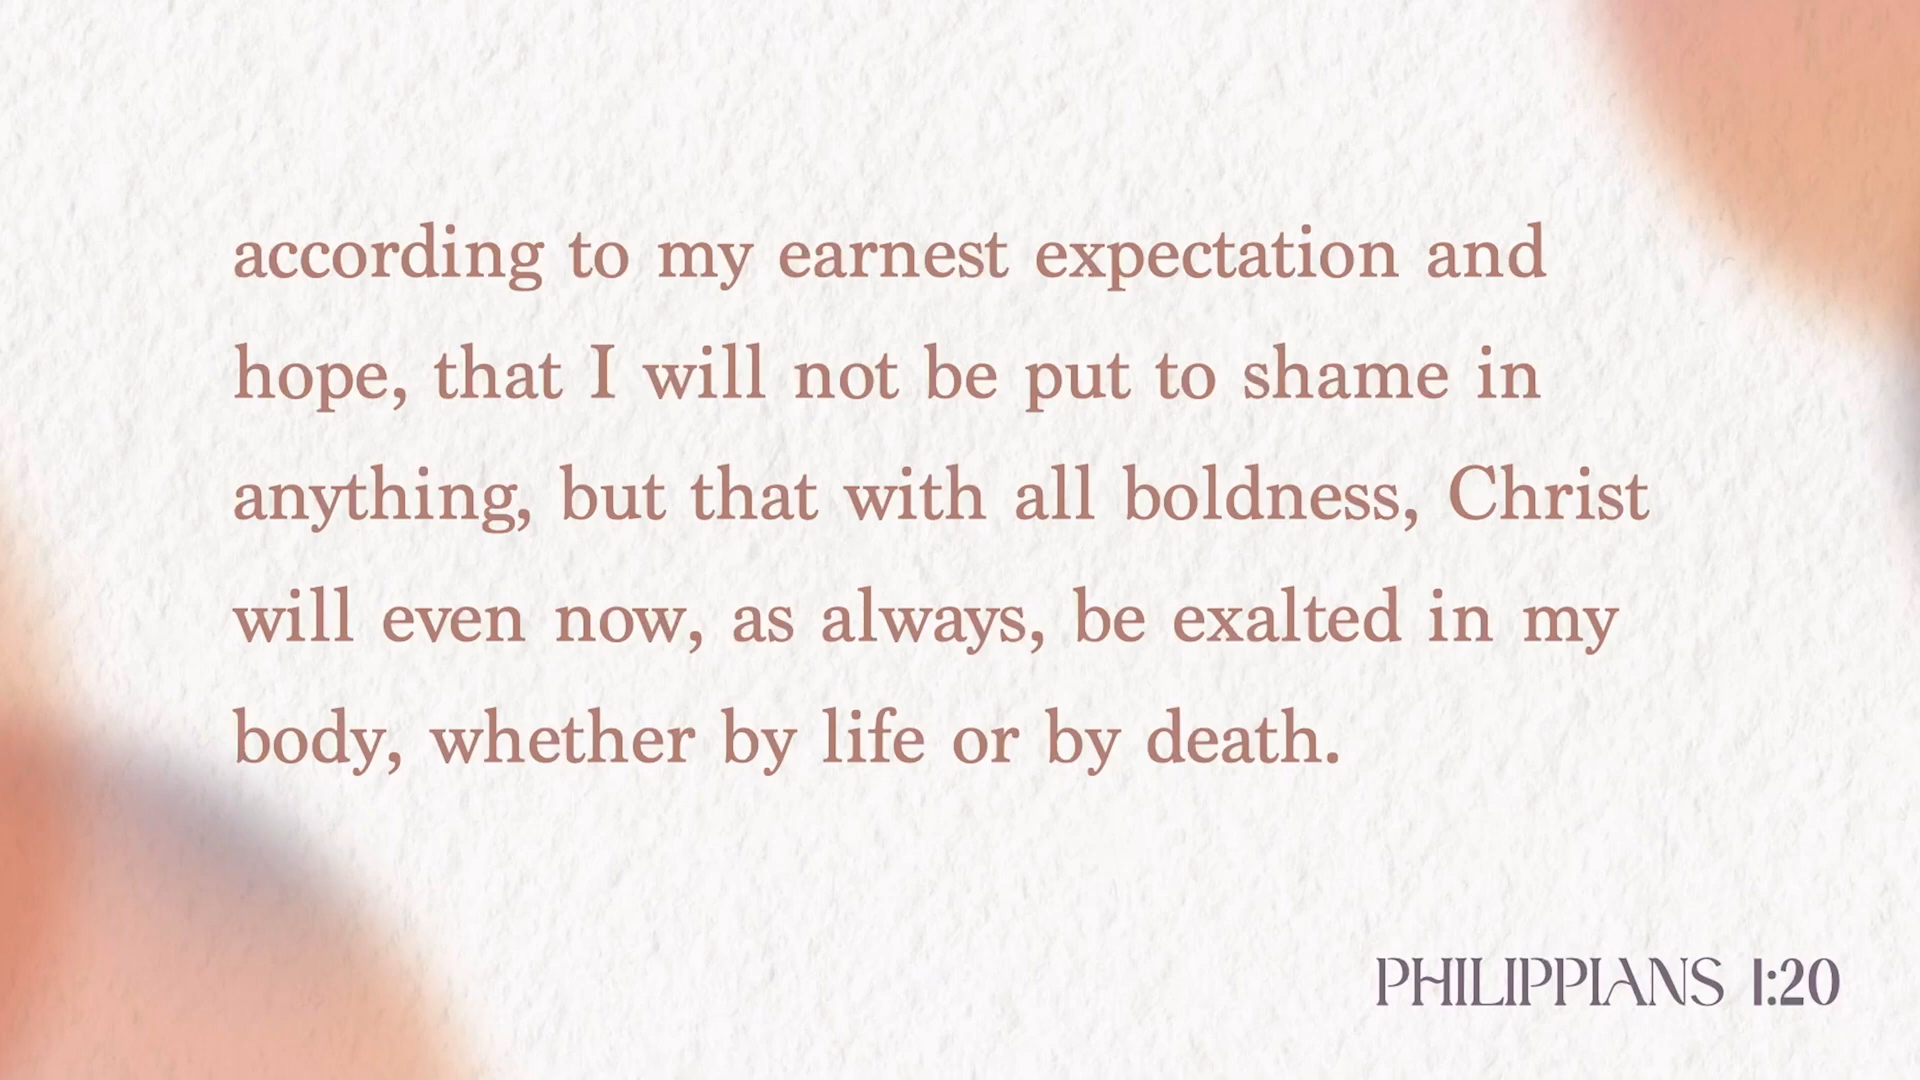 according to my earnest expectation and
hope, that I will not be put to shame in
anything, but that with all boldness, Christ
will even now, as always, be exalted in my
body, whether by life or by death.
PHILIPPIANS 1:20